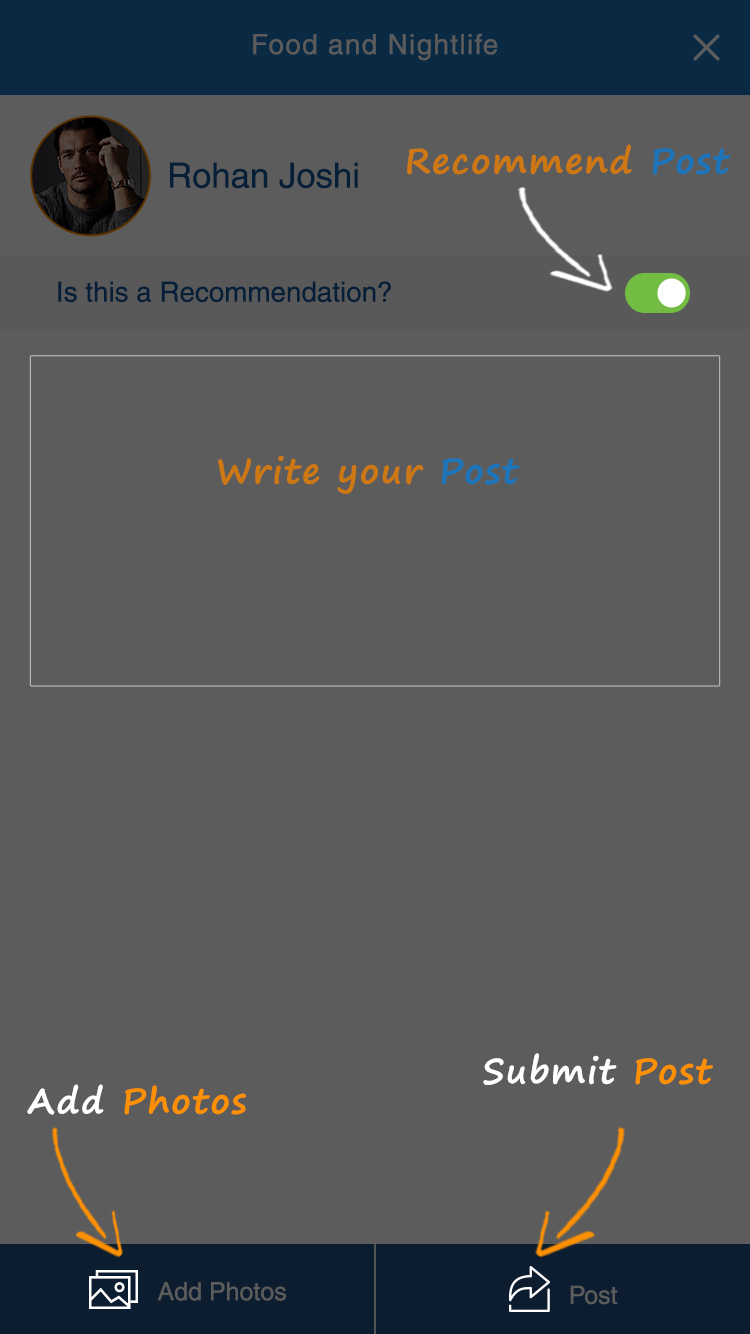 Food and Nightlife
Recommend Post
Rohan Joshi
Is this a Recommendation?
Write your Post
Submit Post
Add Photos
Add Photos
Post